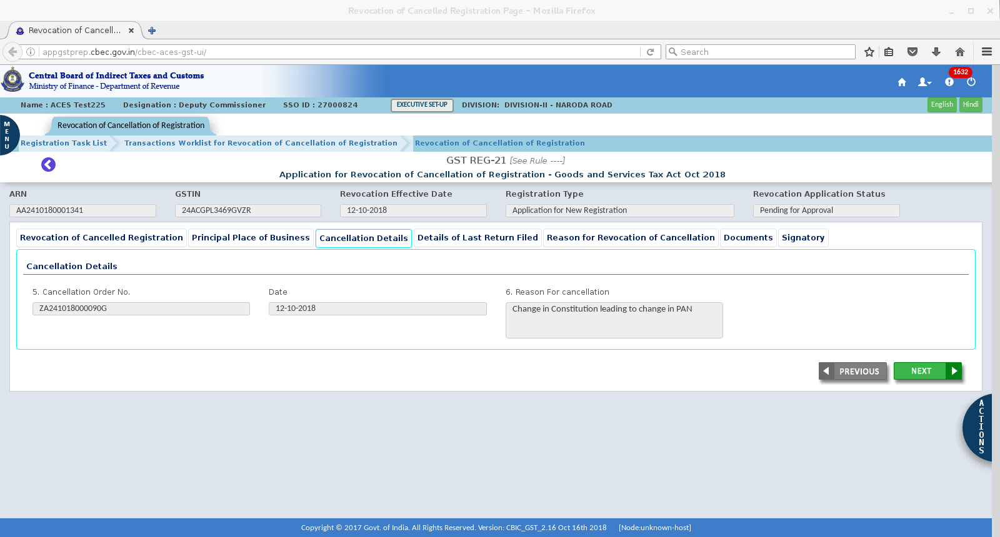 Revocation of Cancelled Registration Page - Mozilla Firefox
Revocation of Cancell...
appgstprep.cbec.gov.in/cbec-aces-gst-ui/
Search
Central Board of Indirect Taxes and Customs
Ministry of Finance - Department of Revenue
1632
Name : ACES Test225 Designation : Deputy Commissioner SSO ID : 27000824 EXECUTIVE SET-UP DIVISION: DIVISION-II - NARODA ROAD English Hindi
MENU
Revocation of Cancellation of Registration
Registration Task List Transactions Worklist for Revocation of Cancellation of Registration Revocation of Cancellation of Registration
GST REG-21 [See Rule ----]
Application for Revocation of Cancellation of Registration - Goods and Services Tax Act Oct 2018
ARN GSTIN Revocation Effective Date Registration Type Revocation Application Status
AA2410180001341 24ACGPL3469GVZR 12-10-2018 Application for New Registration Pending for Approval
Revocation of Cancelled Registration Principal Place of Business Cancellation Details Details of Last Return Filed Reason for Revocation of Cancellation Documents Signatory
Cancellation Details
5. Cancellation Order No. Date 6. Reason For cancellation
ZA241018000090G 12-10-2018 Change in Constitution leading to change in PAN
PREVIOUS NEXT
ACTIONS
Copyright © 2017 Govt. of India. All Rights Reserved. Version: CBIC_GST_2.16 Oct 16th 2018 [Node:unknown-host]